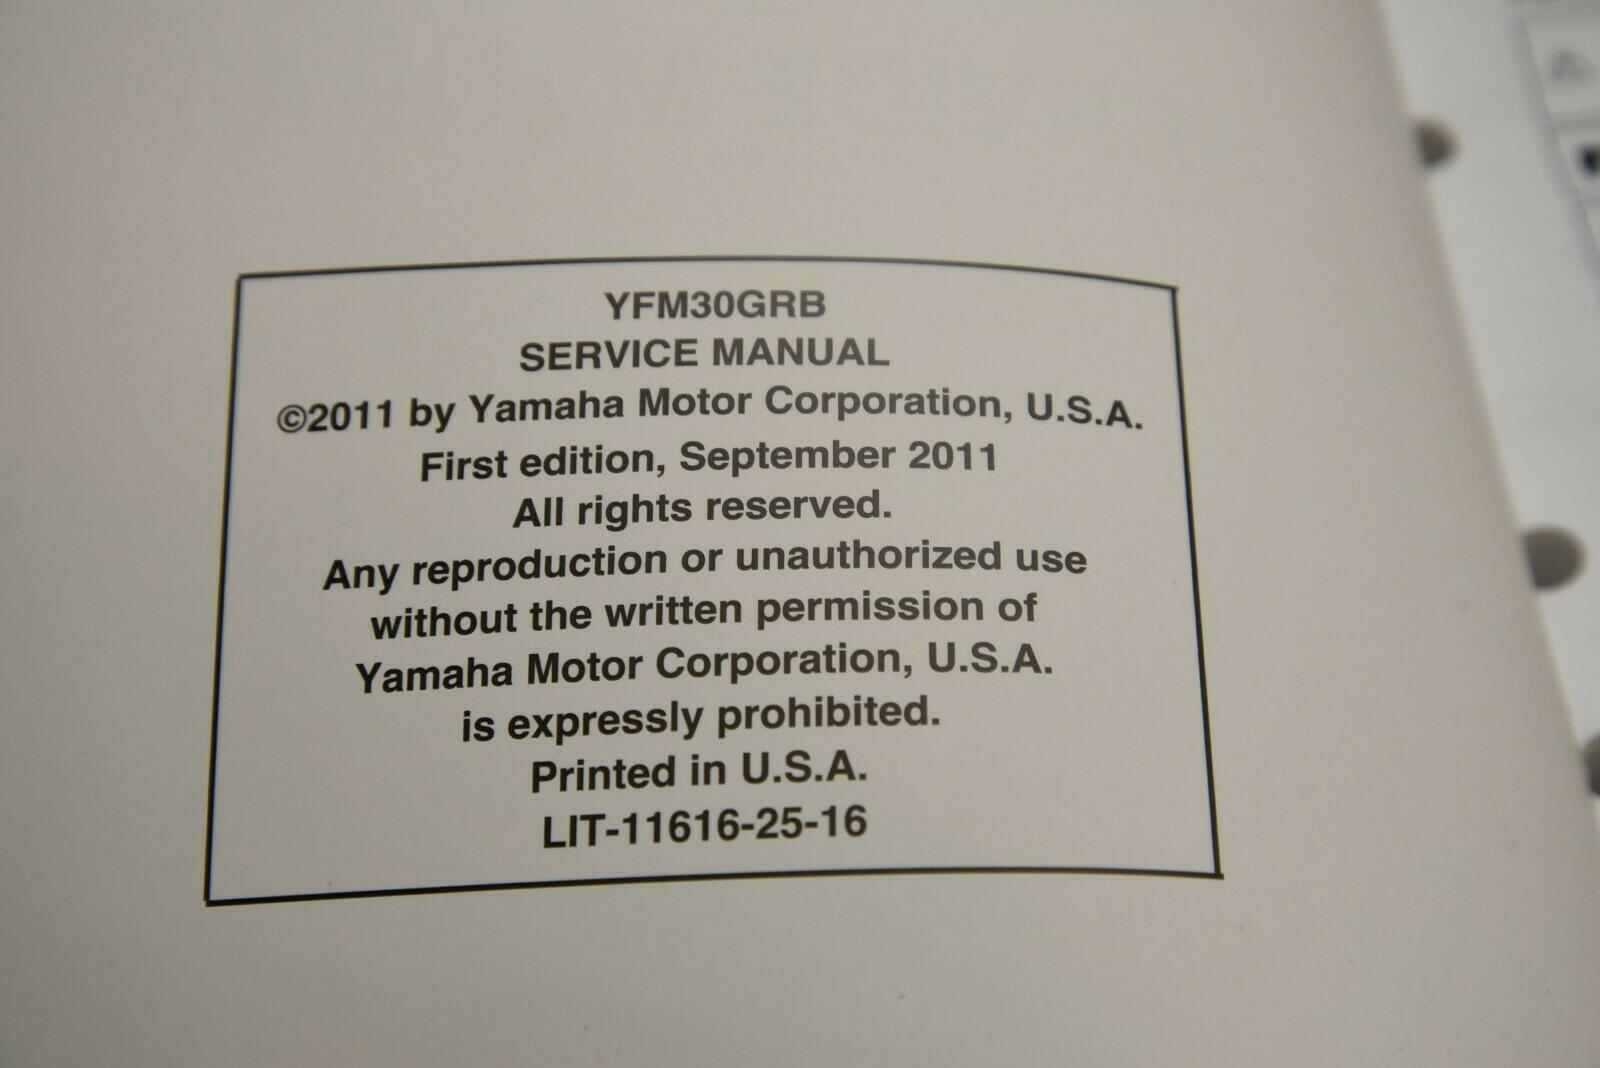 YFM30GRB
SERVICE MANUAL
©2011 by Yamaha Motor Corporation, U.S.A.
First edition, September 2011
All rights reserved.
Any reproduction or unauthorized use
without the written permission of
Yamaha Motor Corporation, U.S.A.
is expressly prohibited.
Printed in U.S.A.
LIT-11616-25-16